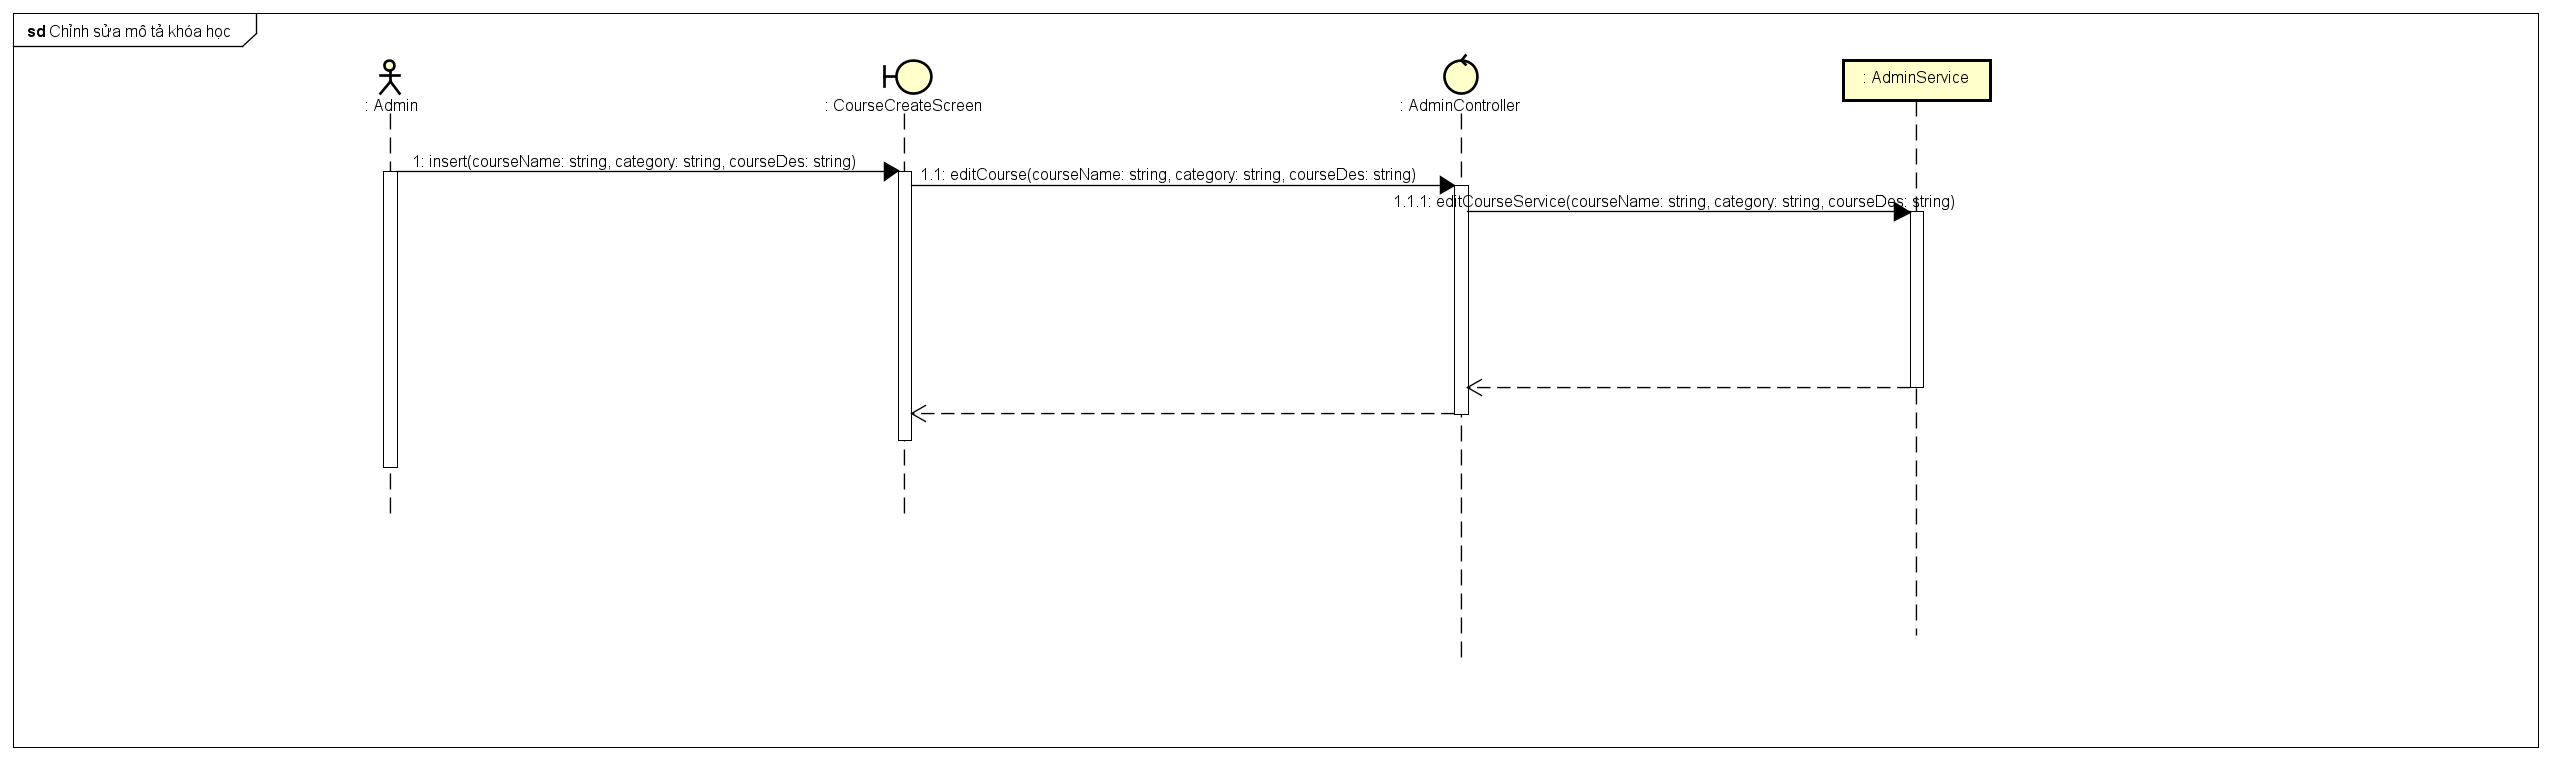 sd Chỉnh sửa mô tả khóa học
: Admin
: CourseCreateScreen
: AdminController
: AdminService
1: insert(courseName: string, category: string, courseDes: string)
1.1: editCourse(courseName: string, category: string, courseDes: string)
1.1.1: editCourseService(courseName: string, category: string, courseDes: string)